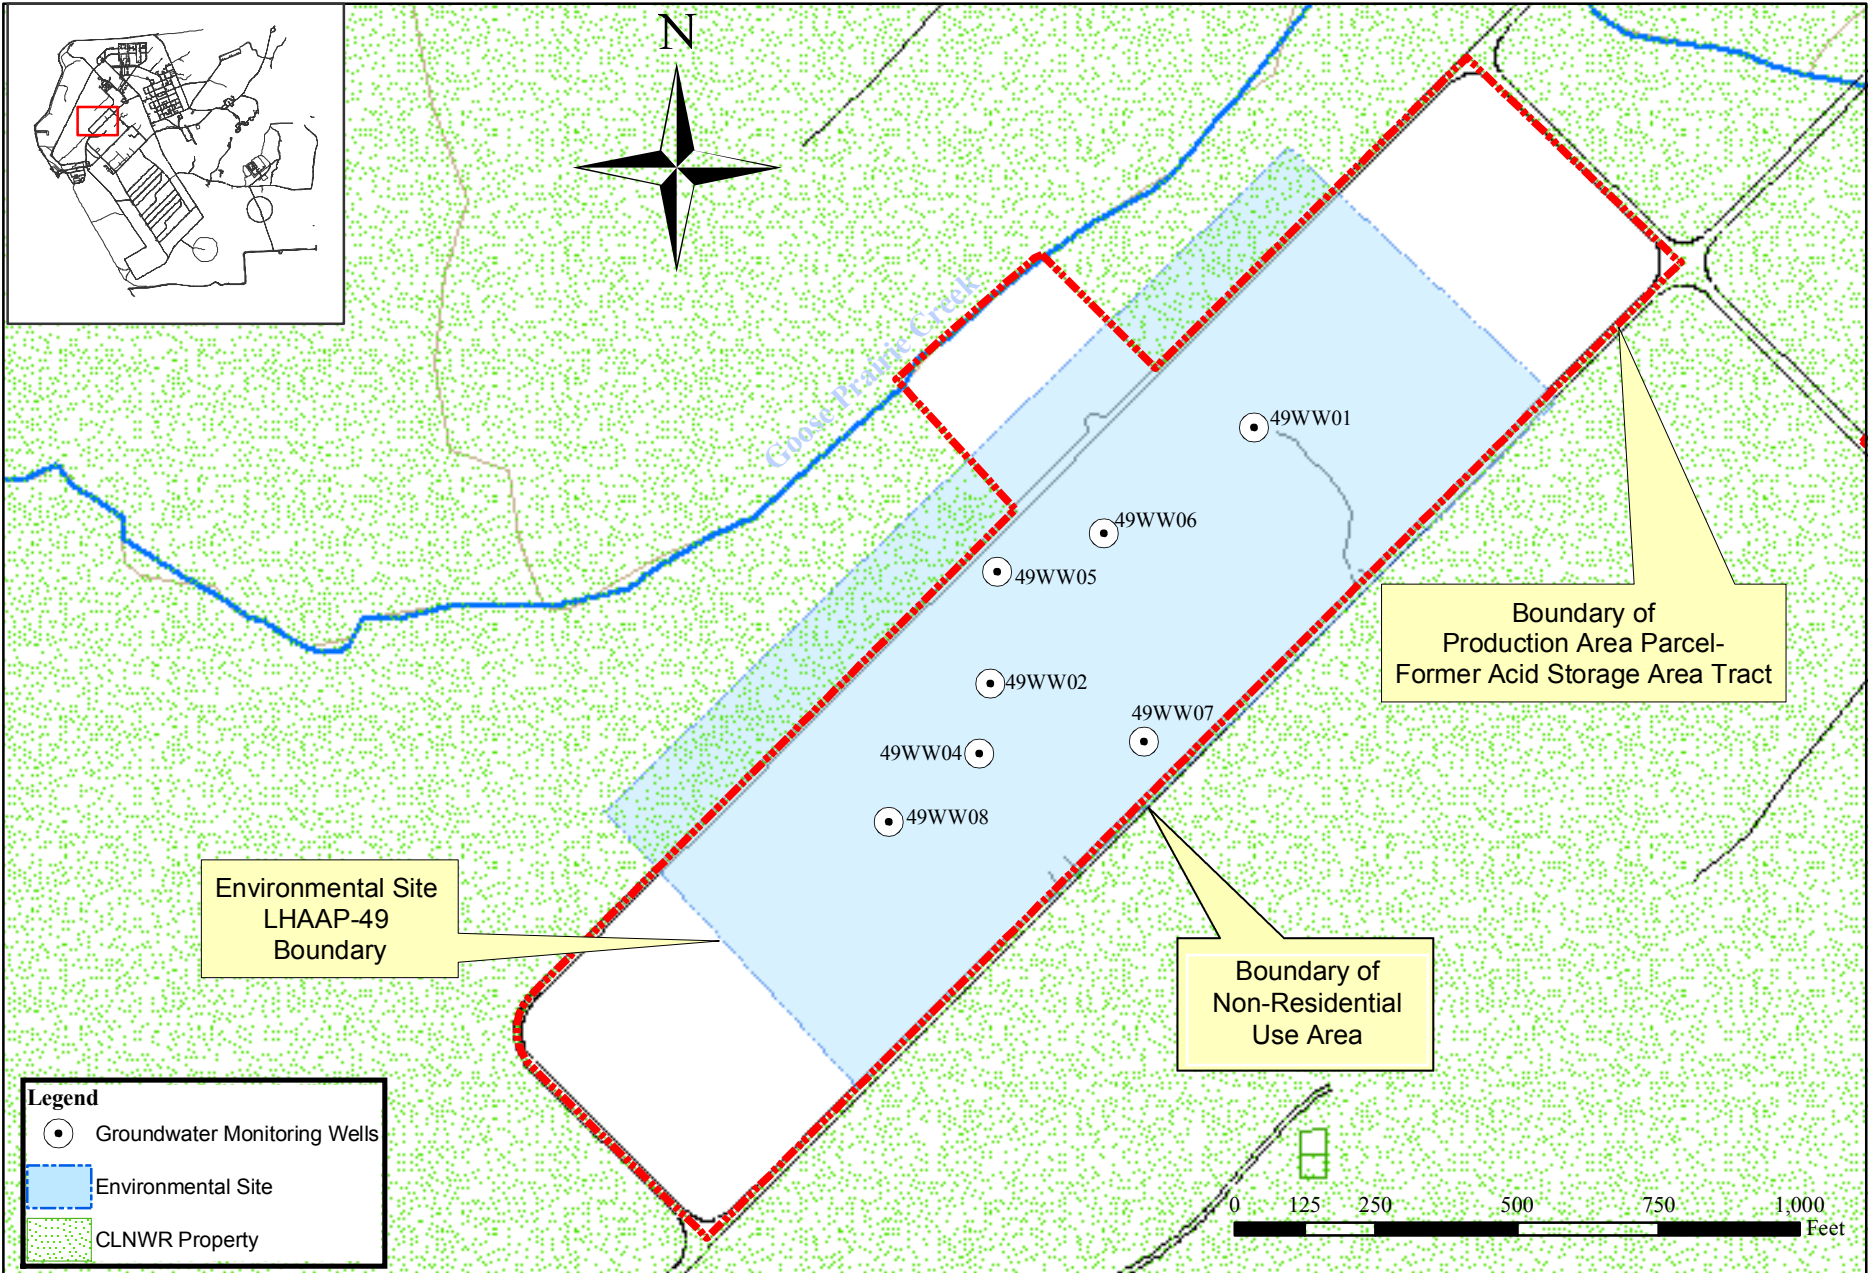 N
Goose Prairie Creek
49WW01
49WW06
49WW05
49WW02
49WW07
49WW04
49WW08
Boundary of
Production Area Parcel-
Former Acid Storage Area Tract
Environmental Site
LHAAP-49
Boundary
Boundary of
Non-Residential
Use Area
Legend
Groundwater Monitoring Wells
Environmental Site
CLNWR Property
0 125 250 500 750 1,000
Feet